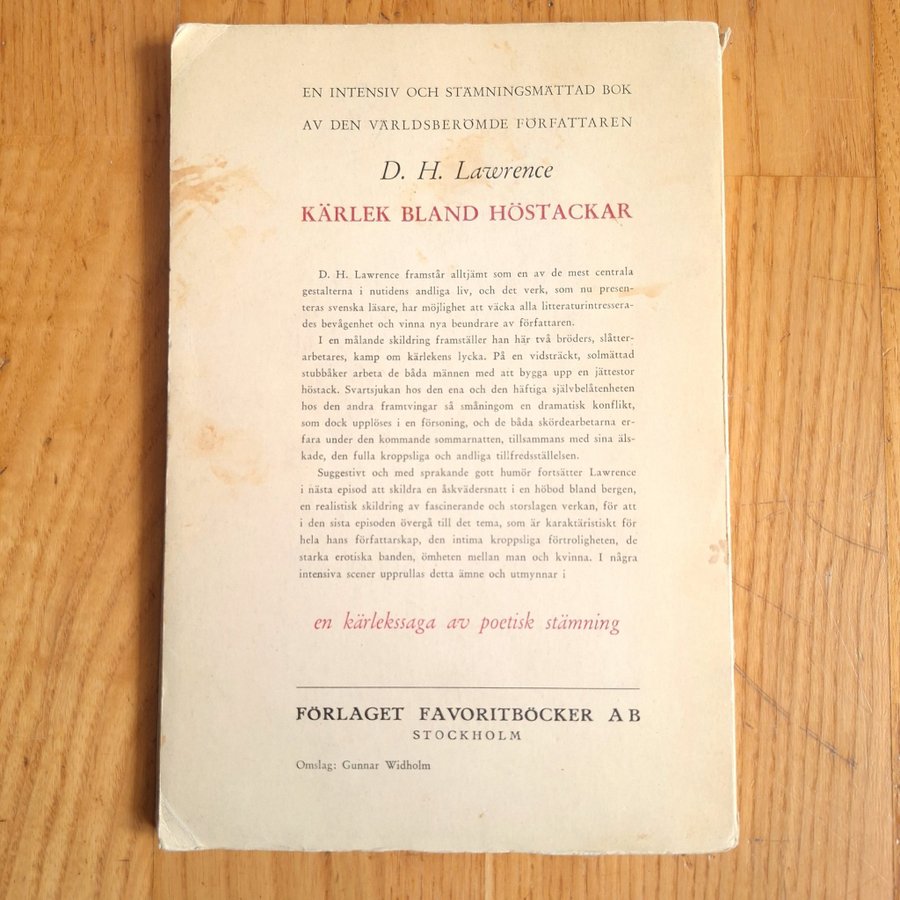 EN INTENSIV OCH STÄMNINGSMÄTTAD BOK
AV DEN VÄRLDSBERÖMDE FÖRFATTAREN
D. H. Lawrence
KÄRLEK BLAND HÖSTACKAR
D. H. Lawrence framstår alltjämt som en av de mest centrala
gestalterna i nutidens andliga liv, och det verk, som nu presen-
teras svenska läsare, har möjlighet att väcka alla litteraturintressera-
des bevågenhet och vinna nya beundrare av författaren.
I en målande skildring framställer han här två bröders, slåtter-
arbetares, kamp om kärlekens lycka. På en vidsträckt, solmättad
stubbåker arbeta de båda männen med att bygga upp en jättestor
höstack. Svartsjukan hos den ena och den häftiga självbelåtenheten
hos den andra framtvingar så småningom en dramatisk konflikt,
som dock upplöses i en försoning, och de båda skördearbetarna er-
fara under den kommande sommarnatten, tillsammans med sina äls-
kade, den fulla kroppsliga och andliga tillfredsställelsen.
Suggestivt och med sprakande gott humör fortsätter Lawrence
i nästa episod att skildra en åskvädersnatt i en höbod bland bergen,
en realistisk skildring av fascinerande och storslagen verkan, för att
i den sista episoden övergå till det tema, som är karaktäristiskt för
hela hans författarskap, den intima kroppsliga förtroligheten, de
starka erotiska banden, ömheten mellan man och kvinna. I några
intensiva scener upprullas detta ämne och utmynnar i
en kärlekssaga av poetisk stämning
FÖRLAGET FAVORITBÖCKER AB
STOCKHOLM
Omslag: Gunnar Widholm